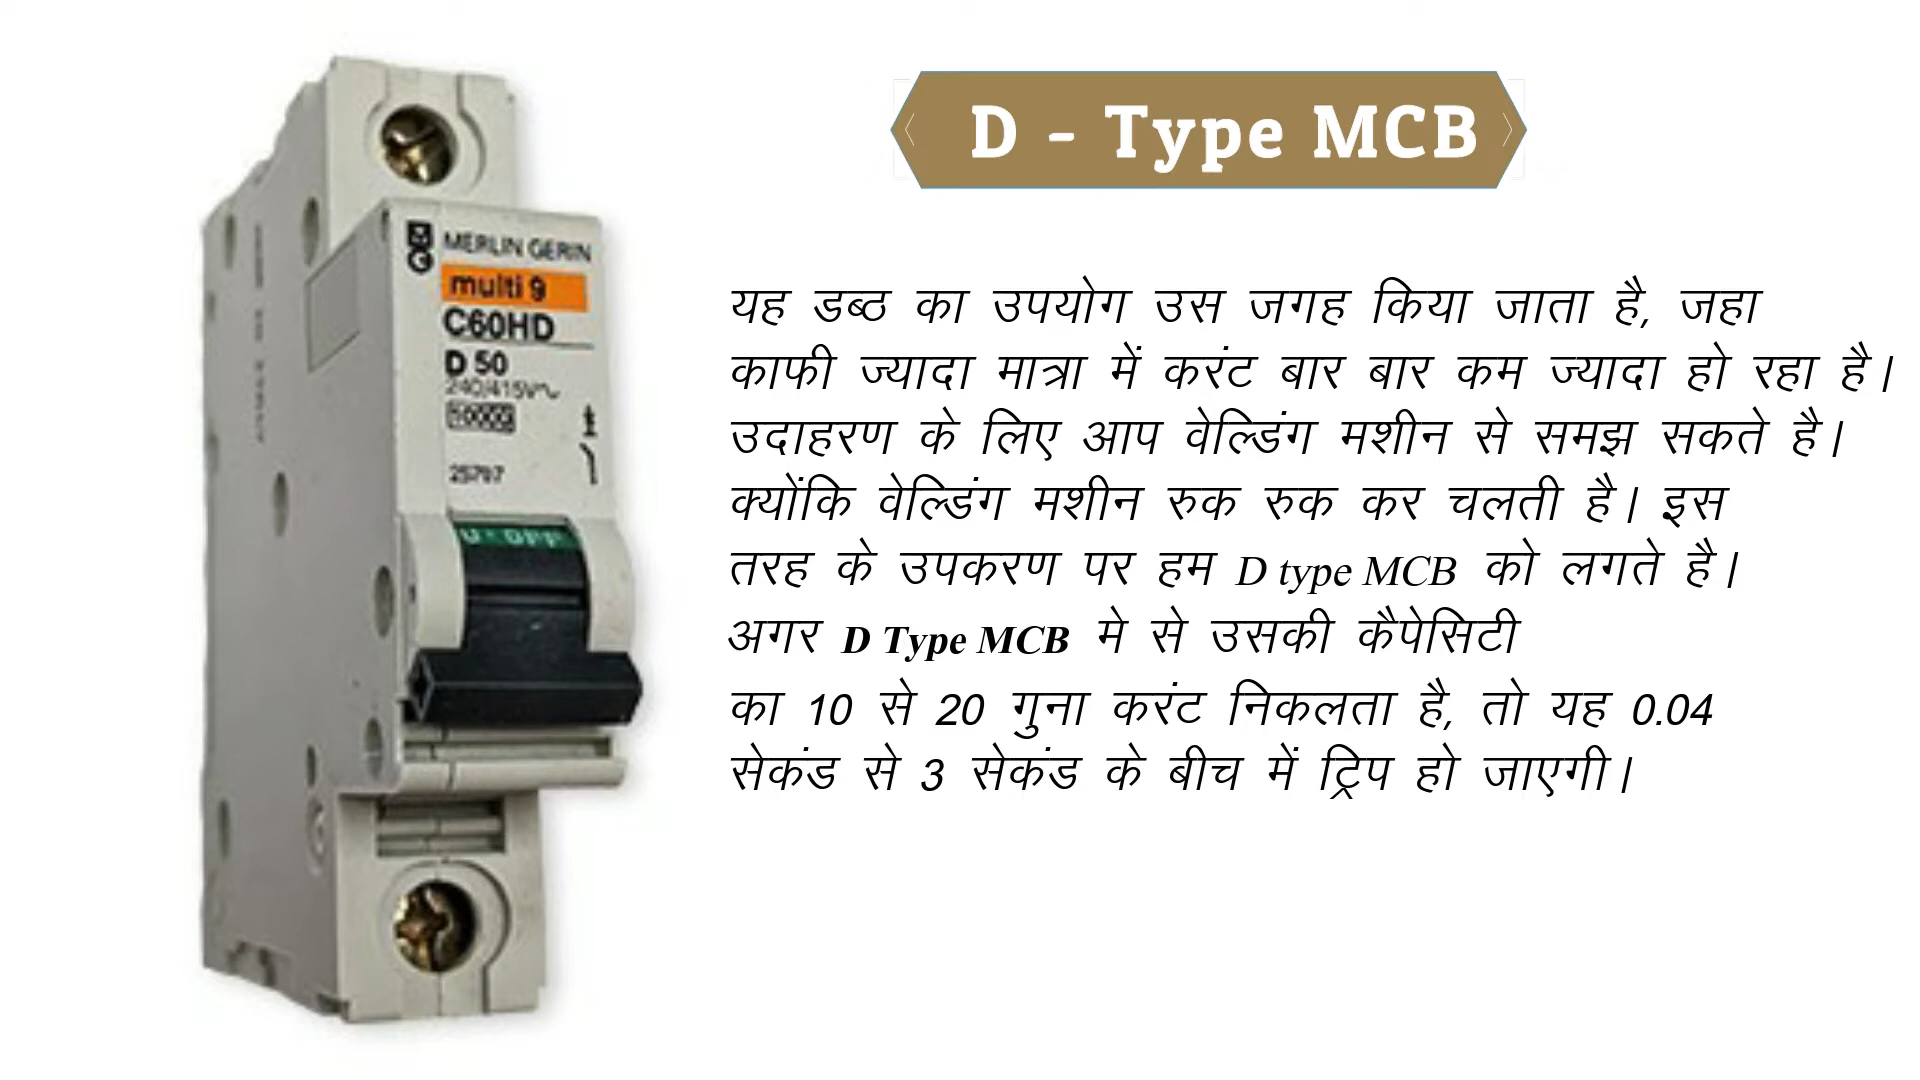 D - Type MCB
MERLIN GERIN
multi 9
C60HD
D 50
240/415V~
10000
25797
O - OFF
यह डब्ठ का उपयोग उस जगह किया जाता है, जहा
काफी ज्यादा मात्रा में करंट बार बार कम ज्यादा हो रहा है।
उदाहरण के लिए आप वेल्डिंग मशीन से समझ सकते है।
क्योंकि वेल्डिंग मशीन रुक रुक कर चलती है। इस
तरह के उपकरण पर हम D type MCB को लगते है।
अगर D Type MCB मे से उसकी कैपेसिटी
का 10 से 20 गुना करंट निकलता है, तो यह 0.04
सेकंड से 3 सेकंड के बीच में ट्रिप हो जाएगी।